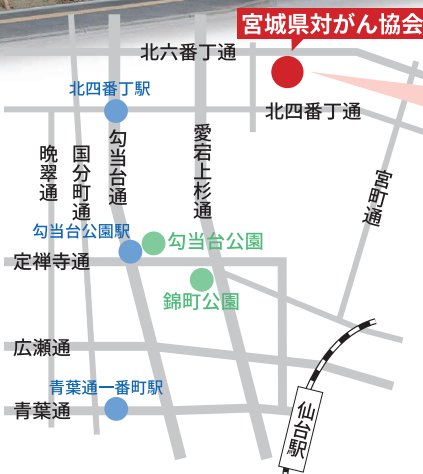 宮城県対がん協会
北六番丁通
北四番丁駅
北四番丁通
勾当台通
愛宕上杉通
晩翠通
国分町通
宮町通
勾当台公園駅
勾当台公園
定禅寺通
錦町公園
広瀬通
青葉通一番町駅
青葉通
仙台駅